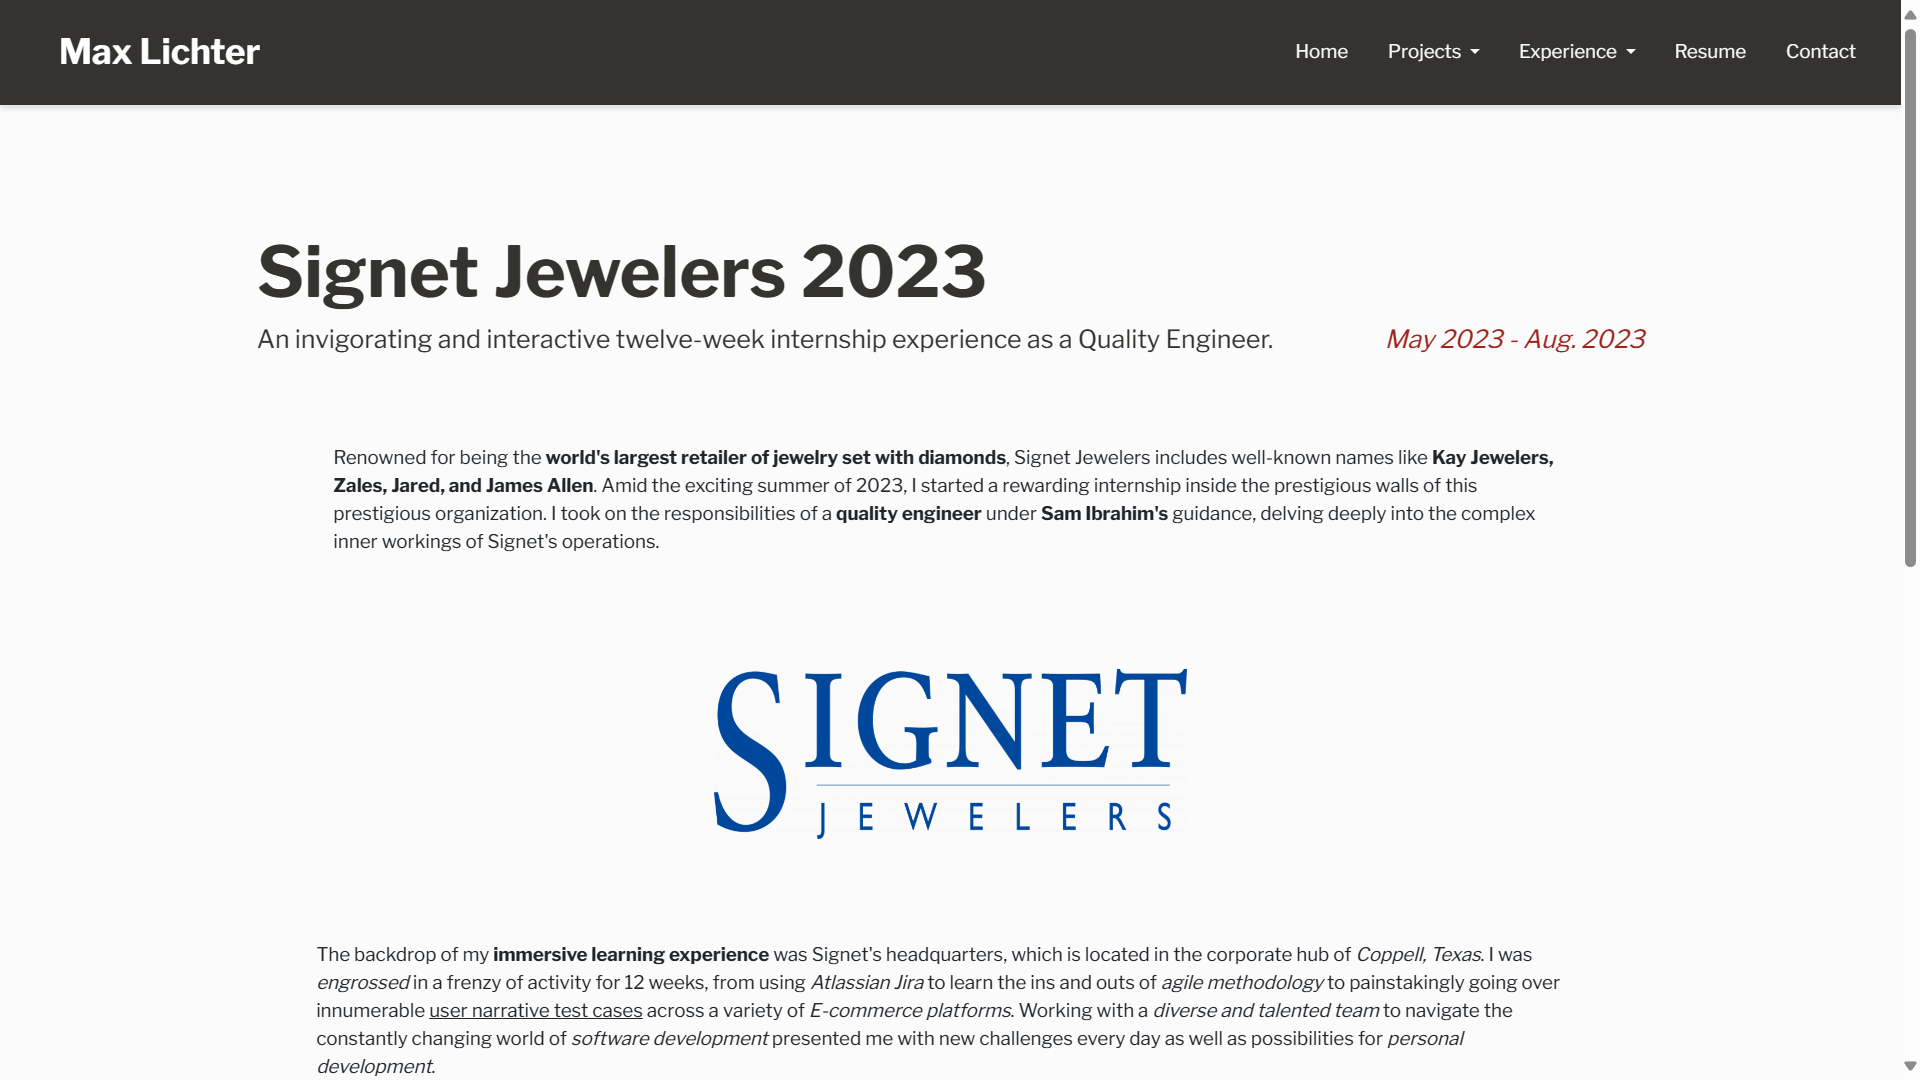 Max Lichter
Home
Projects
Experience
Resume
Contact
Signet Jewelers 2023
An invigorating and interactive twelve-week internship experience as a Quality Engineer.
May 2023 - Aug. 2023
Renowned for being the world's largest retailer of jewelry set with diamonds, Signet Jewelers includes well-known names like Kay Jewelers,
Zales, Jared, and James Allen. Amid the exciting summer of 2023, I started a rewarding internship inside the prestigious walls of this
prestigious organization. I took on the responsibilities of a quality engineer under Sam Ibrahim's guidance, delving deeply into the complex
inner workings of Signet's operations.
SIGNET
JEWELERS
The backdrop of my immersive learning experience was Signet's headquarters, which is located in the corporate hub of Coppell, Texas. I was
engrossed in a frenzy of activity for 12 weeks, from using Atlassian Jira to learn the ins and outs of agile methodology to painstakingly going over
innumerable user narrative test cases across a variety of E-commerce platforms. Working with a diverse and talented team to navigate the
constantly changing world of software development presented me with new challenges every day as well as possibilities for personal
development.